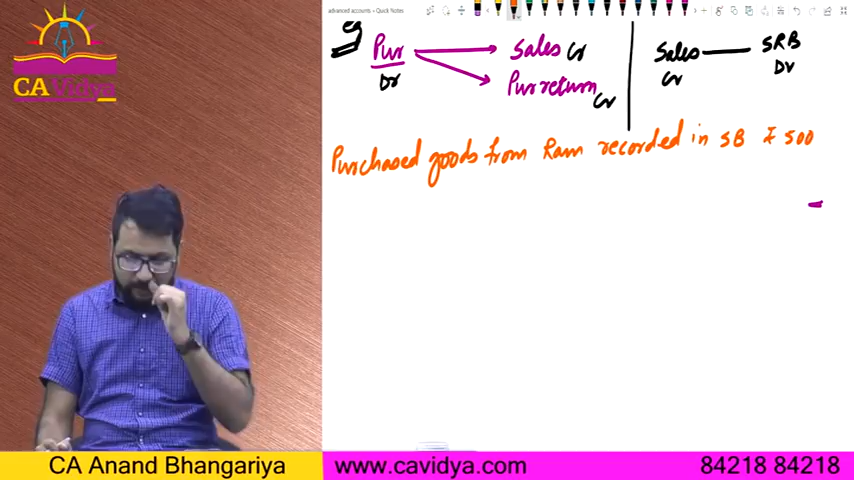 advanced accounts • Quick Notes
Pur Sales Cr Sales SRB
Dr Pur return Cr Cr Dr
Purchased goods from Ram recorded in SB ₹ 500
CAVidya
CA Anand Bhangariya www.cavidya.com 84218 84218